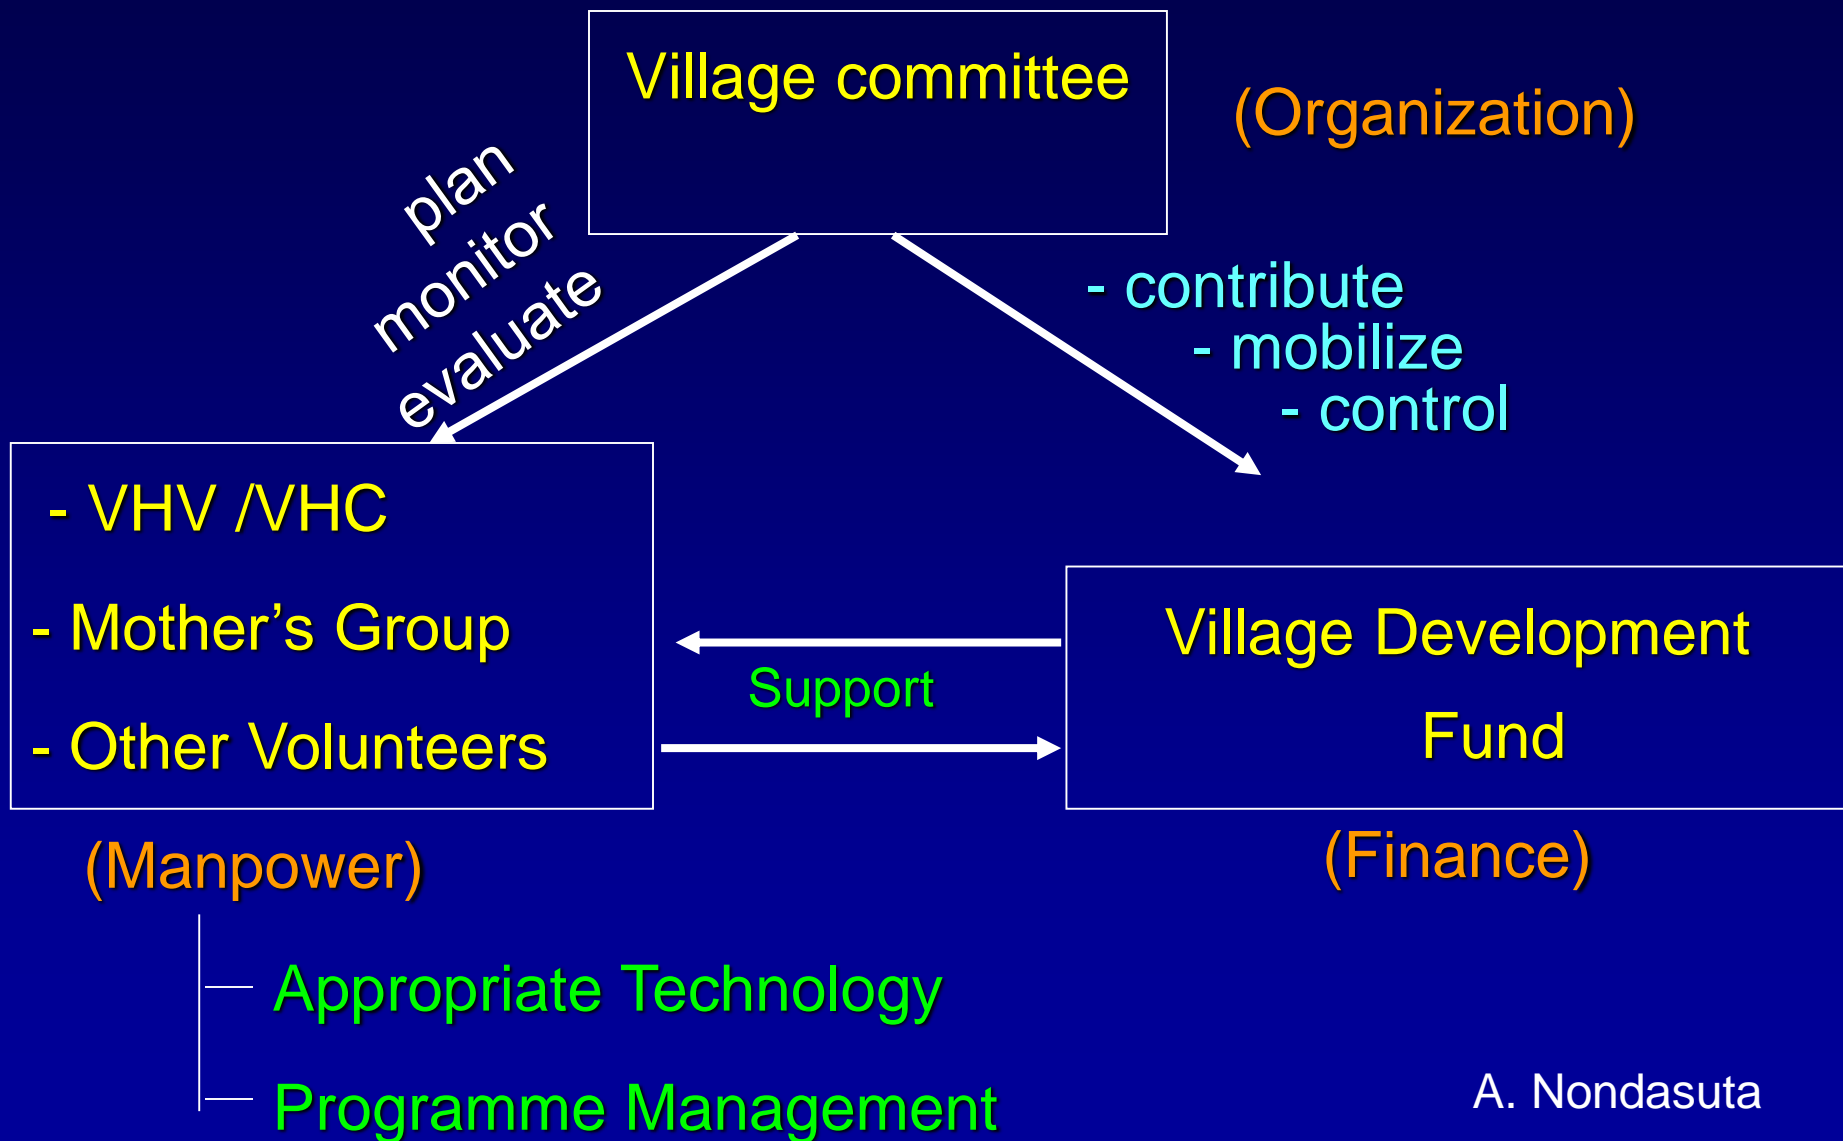 Village committee
(Organization)
plan
monitor
evaluate
- contribute
- mobilize
- control
- VHV /VHC
- Mother’s Group
- Other Volunteers
Support
Village Development
Fund
(Manpower)
(Finance)
Appropriate Technology
Programme Management
A. Nondasuta